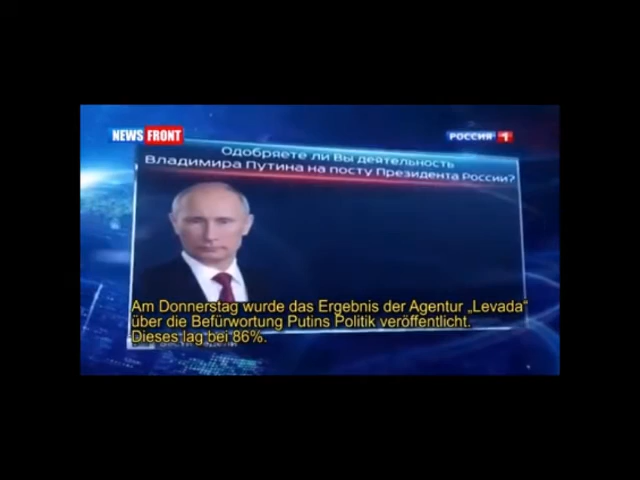 NEWS FRONT
РОССИЯ 1
Одобряете ли Вы деятельность
Владимира Путина на посту Президента России?
Am Donnerstag wurde das Ergebnis der Agentur „Levada“
über die Befürwortung Putins Politik veröffentlicht.
Dieses lag bei 86%.